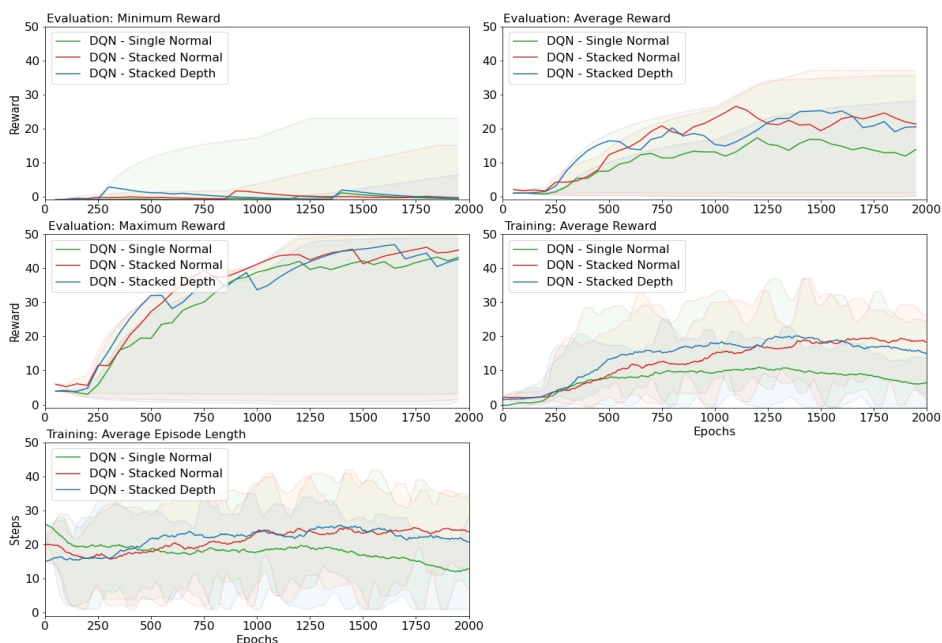 Evaluation: Minimum Reward
50
40
30
20
10
0
Reward
DQN - Single Normal
DQN - Stacked Normal
DQN - Stacked Depth
0 250 500 750 1000 1250 1500 1750 2000
Evaluation: Average Reward
50
40
30
20
10
0
DQN - Single Normal
DQN - Stacked Normal
DQN - Stacked Depth
0 250 500 750 1000 1250 1500 1750 2000
Evaluation: Maximum Reward
50
40
30
20
10
0
Reward
DQN - Single Normal
DQN - Stacked Normal
DQN - Stacked Depth
0 250 500 750 1000 1250 1500 1750 2000
Training: Average Reward
50
40
30
20
10
0
DQN - Single Normal
DQN - Stacked Normal
DQN - Stacked Depth
0 250 500 750 1000 1250 1500 1750 2000
Epochs
Training: Average Episode Length
50
40
30
20
10
0
Steps
DQN - Single Normal
DQN - Stacked Normal
DQN - Stacked Depth
0 250 500 750 1000 1250 1500 1750 2000
Epochs